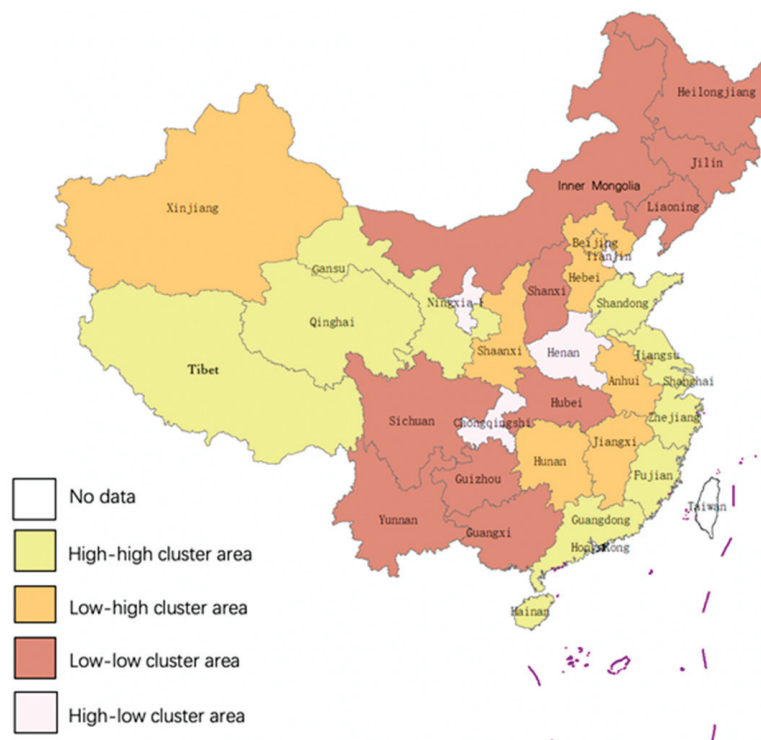 Heilongjiang
Jilin
Inner Mongolia
Liaoning
Xinjiang
Beijing
Tianjin
Gansu
Hebei
Shanxi
Ningxia-H
Shandong
Qinghai
Shaanxi
Henan
Jiangsu
Tibet
Anhui
Shanghai
Hubei
Zhejiang
Sichuan
Chongqingshi
Jiangxi
Hunan
Guizhou
Fujian
Taiwan
Yunnan
Guangxi
Guangdong
Hong Kong
Hainan
No data
High-high cluster area
Low-high cluster area
Low-low cluster area
High-low cluster area